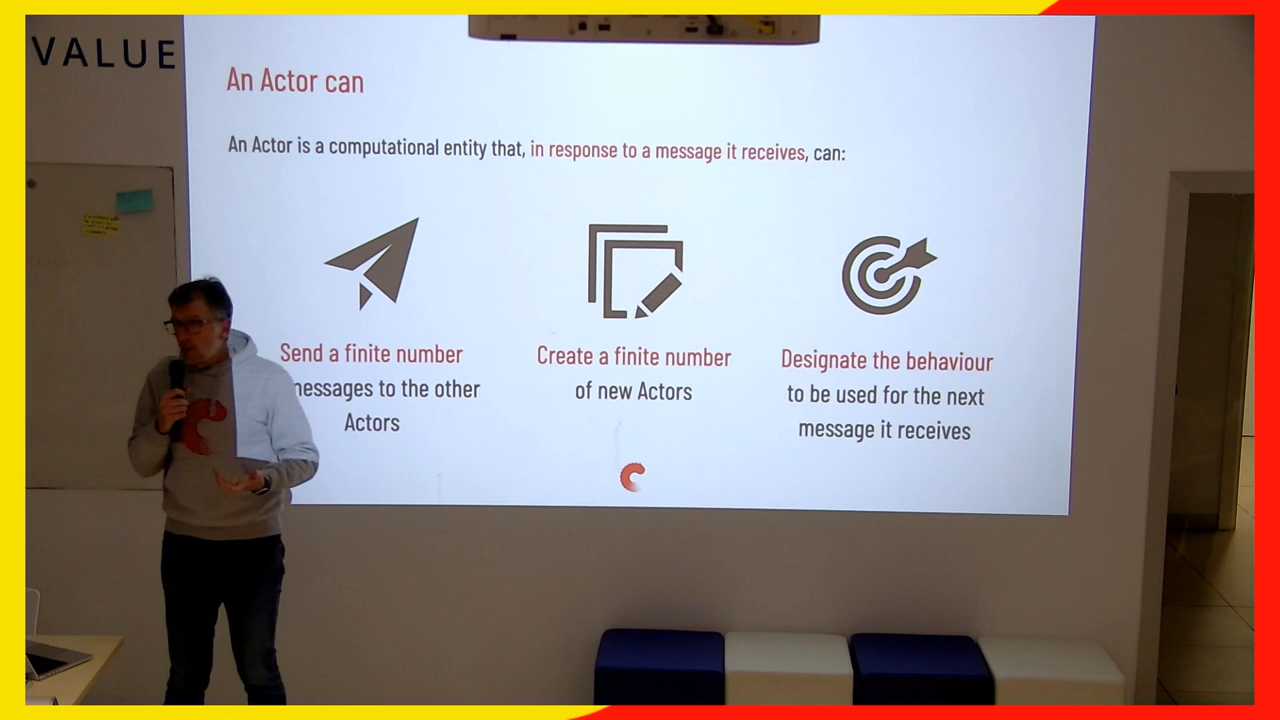 VALUE
An Actor can
An Actor is a computational entity that, in response to a message it receives, can:
Send a finite number
messages to the other
Actors
Create a finite number
of new Actors
Designate the behaviour
to be used for the next
message it receives